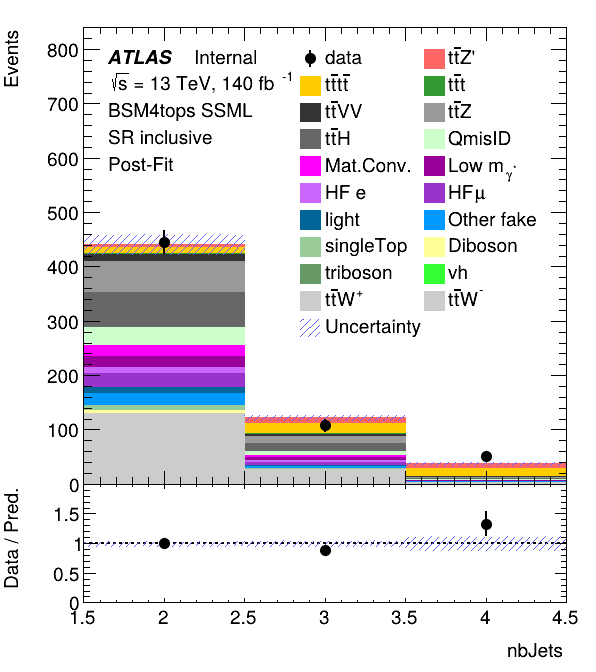 Events
800
700
600
500
400
300
200
100
0
ATLAS Internal
√s = 13 TeV, 140 fb⁻¹
BSM4tops SSML
SR inclusive
Post-Fit
data
tt̄Z'
tt̄tt̄
tt̄t
tt̄VV
tt̄Z
tt̄H
QmisID
Mat.Conv.
Low m_γ*
HF e
HF μ
light
Other fake
singleTop
Diboson
triboson
vh
tt̄W⁺
tt̄W⁻
Uncertainty
Data / Pred.
1.5
1
0.5
0
1.5 2 2.5 3 3.5 4 4.5
nbJets